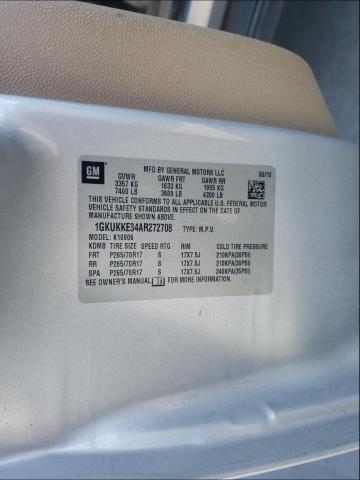 GM
MFD BY GENERAL MOTORS LLC 06/10
GVWR GAWR FRT GAWR RR
3357 KG 1633 KG 1905 KG
7400 LB 3600 LB 4200 LB
THIS VEHICLE CONFORMS TO ALL APPLICABLE U.S. FEDERAL MOTOR
VEHICLE SAFETY STANDARDS IN EFFECT ON THE DATE OF
MANUFACTURE SHOWN ABOVE.
1GKUKKE34AR272708 TYPE: M.P.V.
MODEL: K10906
KDMB TIRE SIZE SPEED RTG RIM COLD TIRE PRESSURE
FRT P265/70R17 S 17X7.5J 210KPA(30PSI)
RR P265/70R17 S 17X7.5J 210KPA(30PSI)
SPA P265/70R17 S 17X7.5J 240KPA(35PSI)
SEE OWNER'S MANUAL FOR MORE INFORMATION.